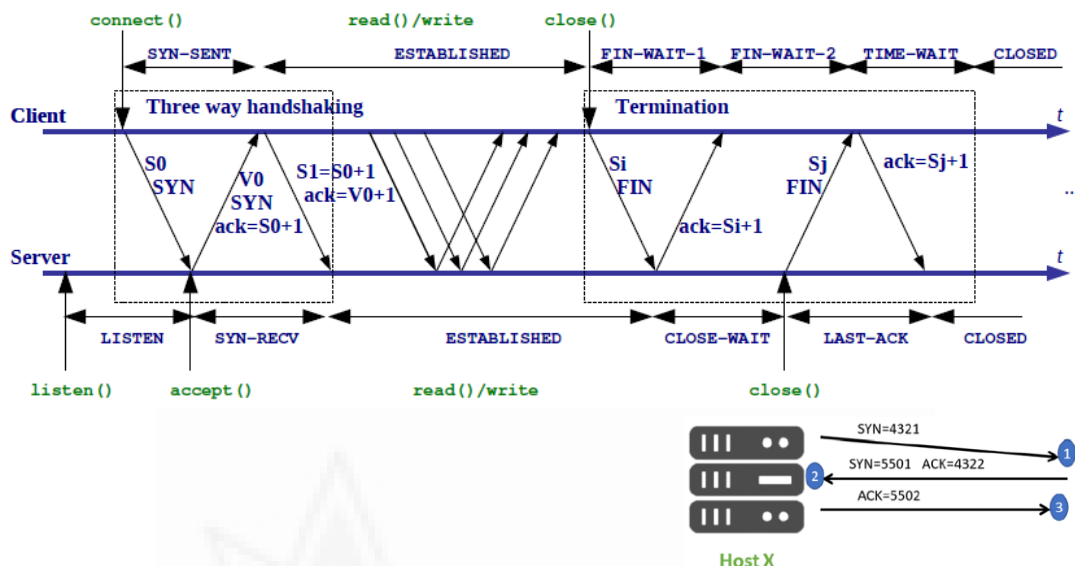 connect() read()/write close()
SYN-SENT ESTABLISHED FIN-WAIT-1 FIN-WAIT-2 TIME-WAIT CLOSED
Three way handshaking Termination
Client t
S0
SYN
V0
SYN
ack=S0+1
S1=S0+1
ack=V0+1
Si
FIN
ack=Si+1
Sj
FIN
ack=Sj+1
..
Server t
LISTEN SYN-RECV ESTABLISHED CLOSE-WAIT LAST-ACK CLOSED
listen() accept() read()/write close()
SYN=4321
1
2
SYN=5501 ACK=4322
ACK=5502
3
Host X